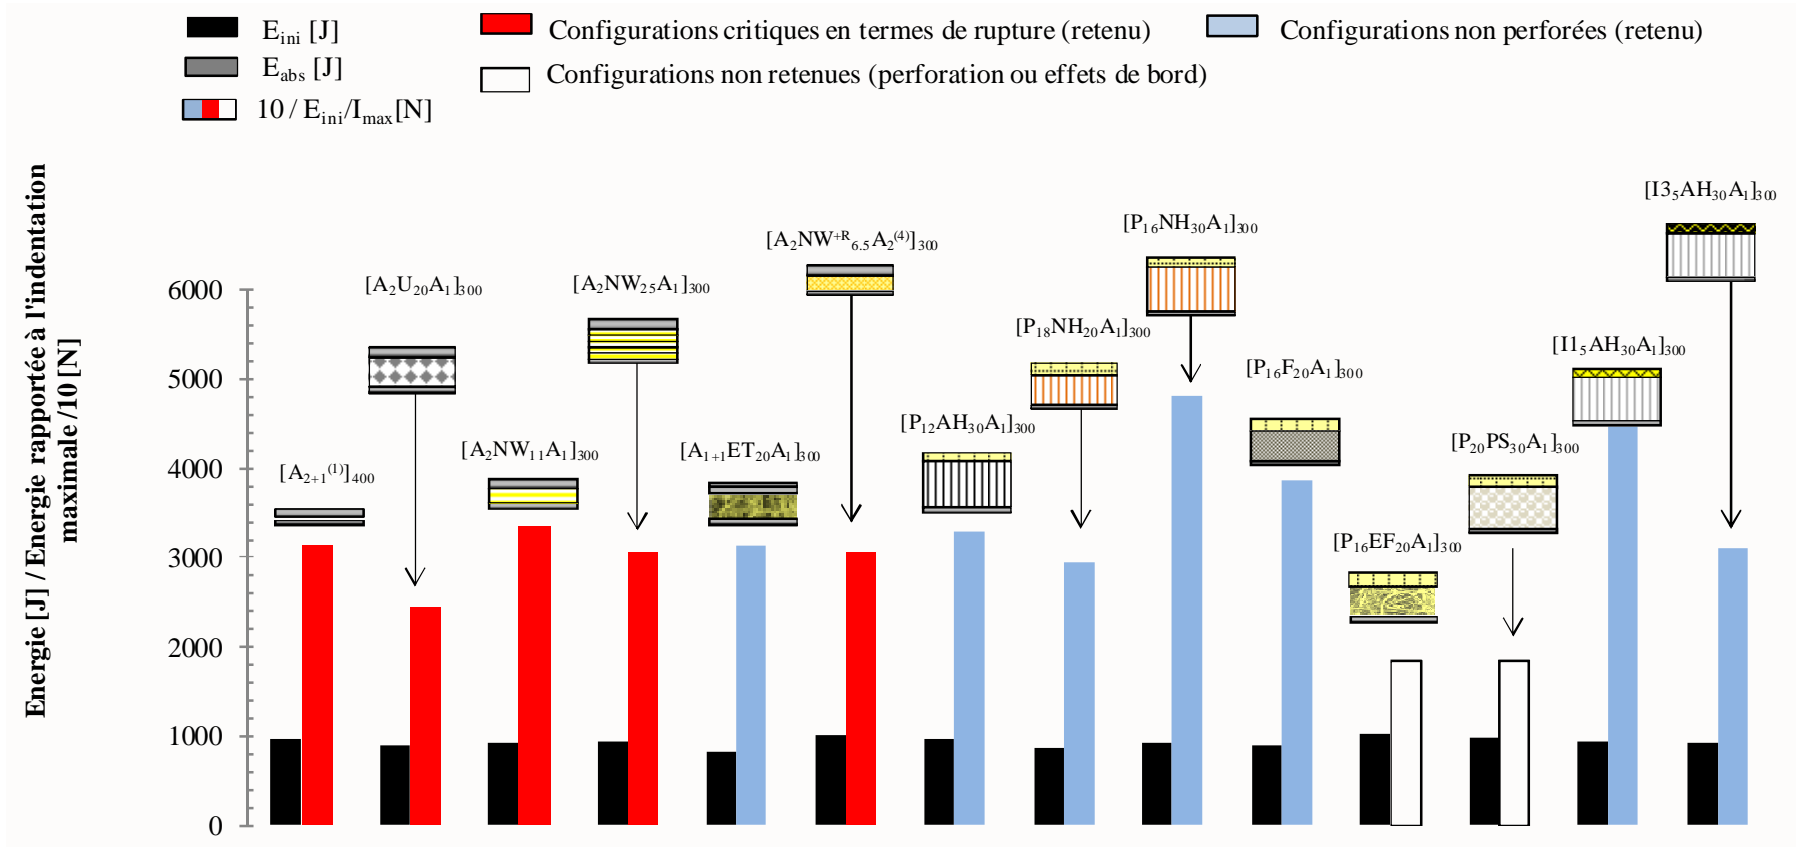 E_ini [J]
Configurations critiques en termes de rupture (retenu)
Configurations non perforées (retenu)
E_abs [J]
Configurations non retenues (perforation ou effets de bord)
10 / E_ini/I_max[N]
Energie [J] / Energie rapportée à l'indentation
maximale /10 [N]
6000
5000
4000
3000
2000
1000
0
[A₂₊₁⁽¹⁾]₄₀₀
[A₂U₂₀A₁]₃₀₀
[A₂NW₁₁A₁]₃₀₀
[A₂NW₂₅A₁]₃₀₀
[A₁₊₁ET₂₀A₁]₃₀₀
[A₂NW⁺ᴿ₆.₅A₂⁽⁴⁾]₃₀₀
[P₁₂AH₃₀A₁]₃₀₀
[P₁₈NH₂₀A₁]₃₀₀
[P₁₆NH₃₀A₁]₃₀₀
[P₁₆F₂₀A₁]₃₀₀
[P₁₆EF₂₀A₁]₃₀₀
[P₂₀PS₃₀A₁]₃₀₀
[I1₅AH₃₀A₁]₃₀₀
[I3₅AH₃₀A₁]₃₀₀